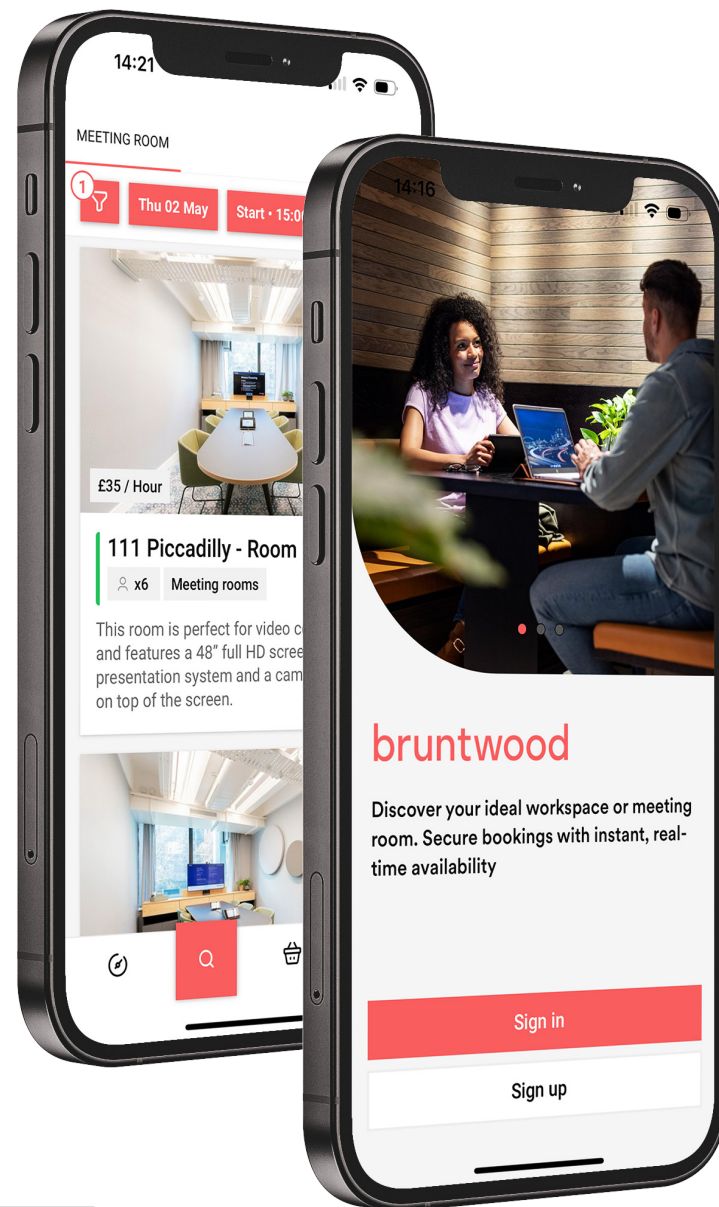 14:21
MEETING ROOM
1
Thu 02 May
Start • 15:0
£35 / Hour
111 Piccadilly - Room
x6
Meeting rooms
This room is perfect for video c
and features a 48” full HD scree
presentation system and a cam
on top of the screen.
14:16
bruntwood
Discover your ideal workspace or meeting
room. Secure bookings with instant, real-
time availability
Sign in
Sign up